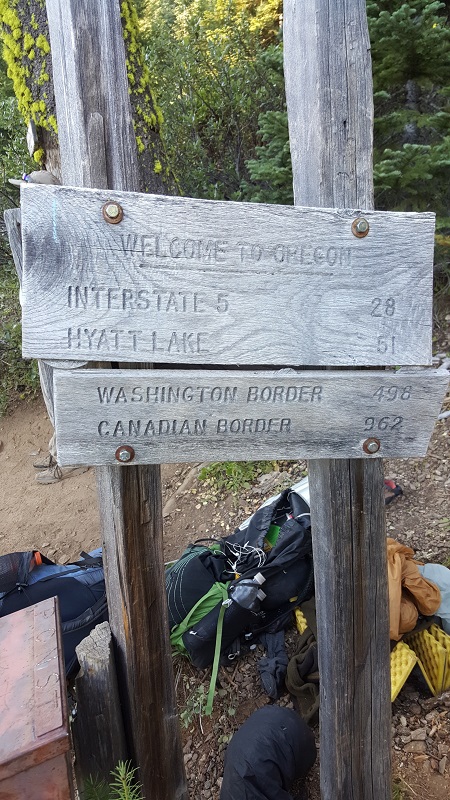 WELCOME TO OREGON
INTERSTATE 5 28
HYATT LAKE 51
WASHINGTON BORDER 498
CANADIAN BORDER 962